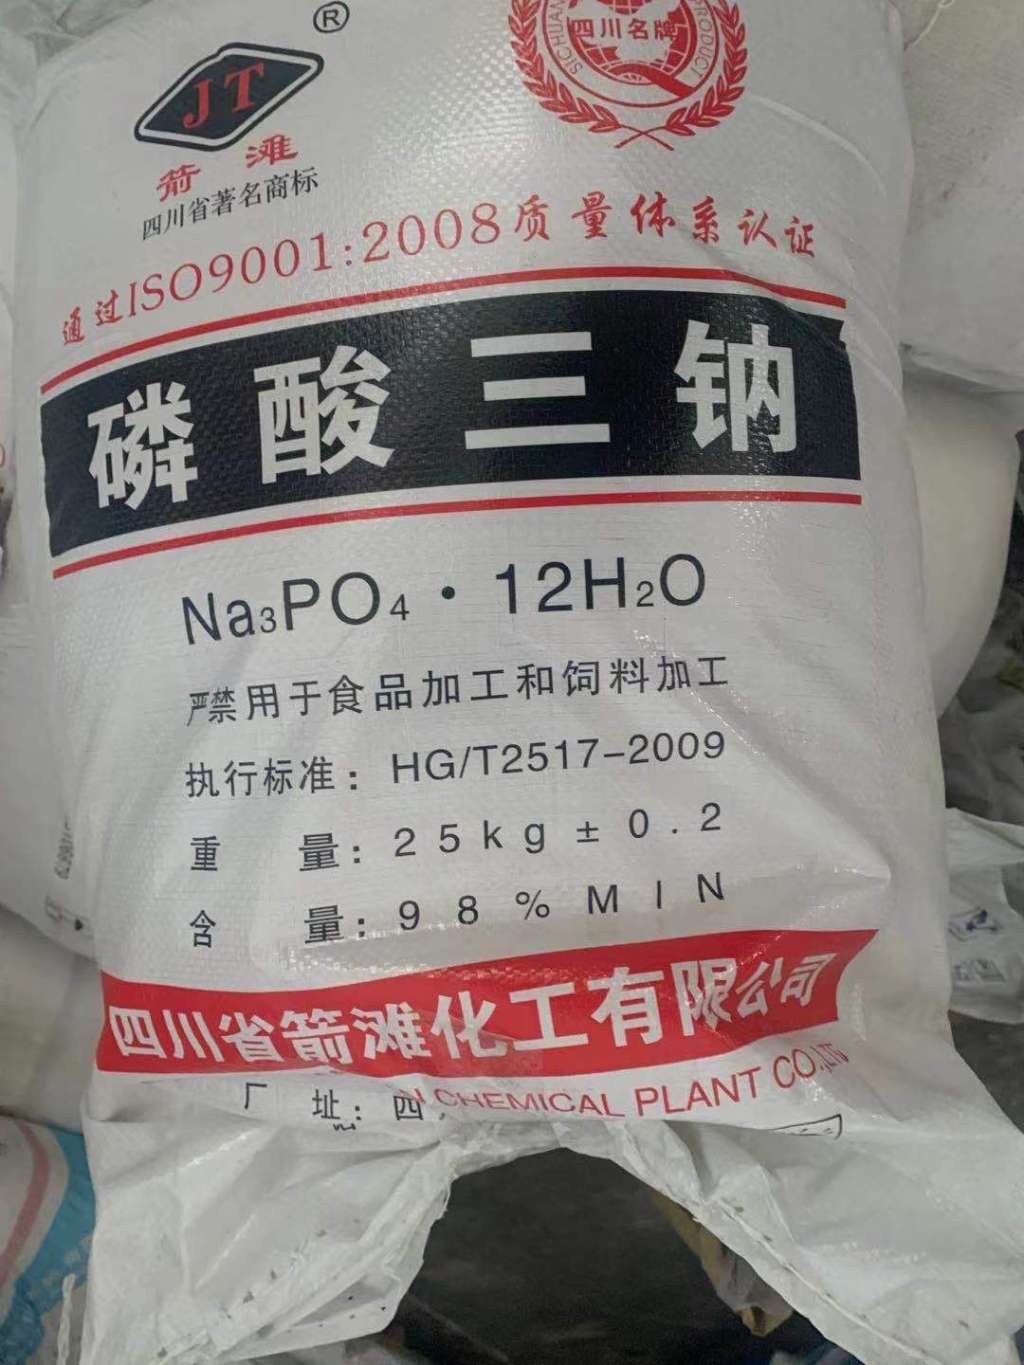 ®
JT
箭滩
四川省著名商标
四川名牌
SICHUAN
PRODUCT
通过ISO9001:2008质量体系认证
磷酸三钠
Na₃PO₄·12H₂O
严禁用于食品加工和饲料加工
执行标准：HG/T2517-2009
重量：25kg±0.2
含量：98%MIN
四川省箭滩化工有限公司
CHEMICAL PLANT CO.,LTD
厂址：四